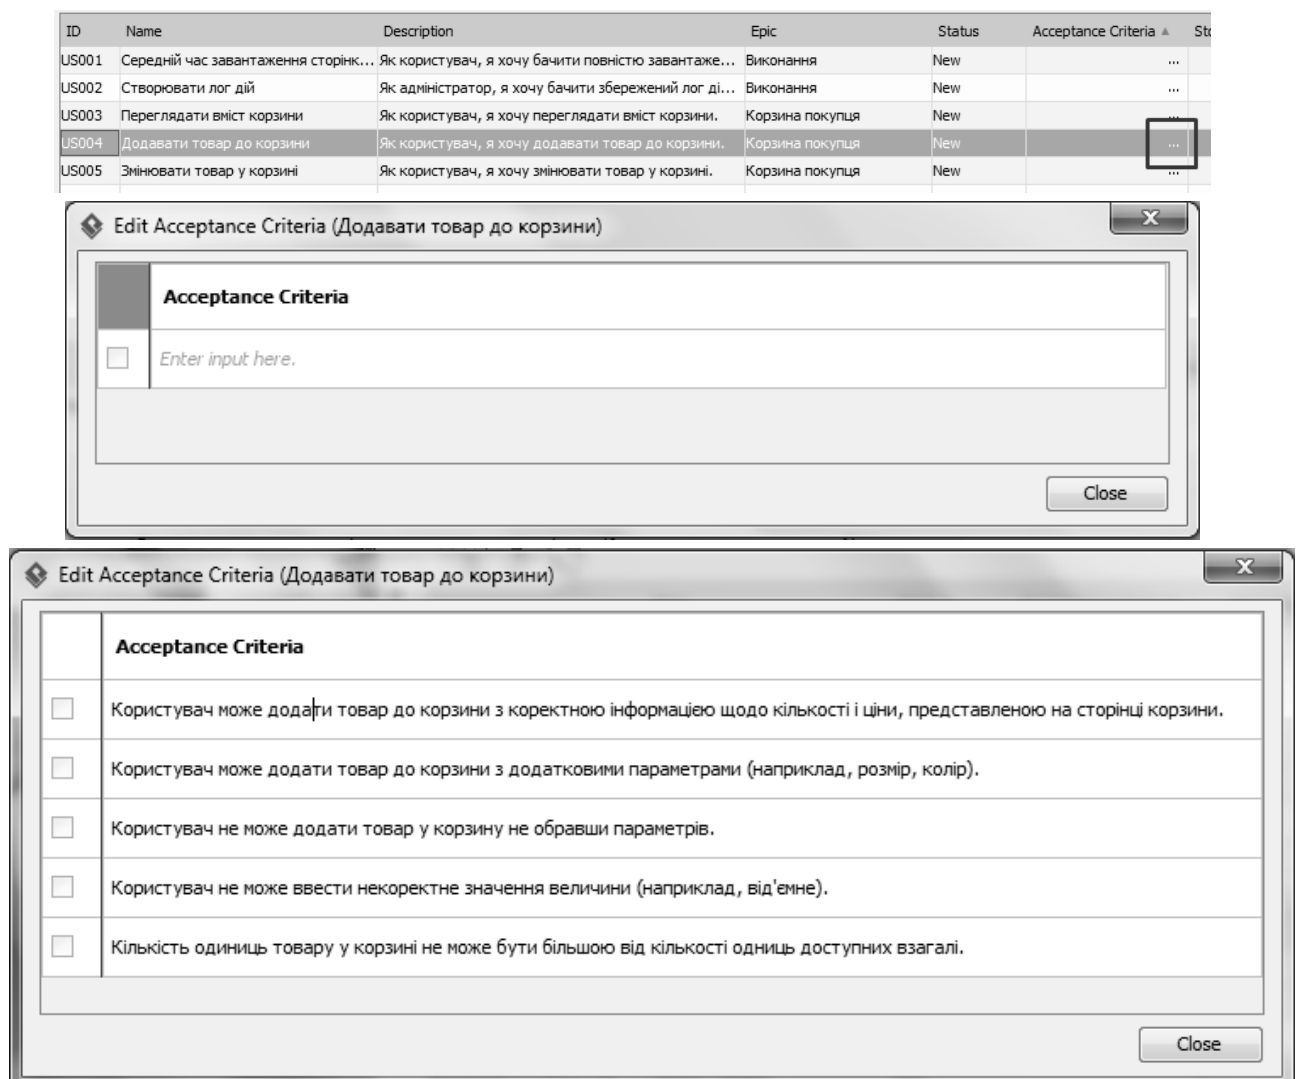 ID Name Description Epic Status Acceptance Criteria Sto
US001 Середній час завантаження сторінк... Як користувач, я хочу бачити повністю завантаже... Виконання New ...
US002 Створювати лог дій Як адміністратор, я хочу бачити збережений лог ді... Виконання New ...
US003 Переглядати вміст корзини Як користувач, я хочу переглядати вміст корзини. Корзина покупця New ...
US004 Додавати товар до корзини Як користувач, я хочу додавати товар до корзини. Корзина покупця New ...
US005 Змінювати товар у корзині Як користувач, я хочу змінювати товар у корзині. Корзина покупця New ...
Edit Acceptance Criteria (Додавати товар до корзини)
Acceptance Criteria
Enter input here.
Close
Edit Acceptance Criteria (Додавати товар до корзини)
Acceptance Criteria
Користувач може додати товар до корзини з коректною інформацією щодо кількості і ціни, представленою на сторінці корзини.
Користувач може додати товар до корзини з додатковими параметрами (наприклад, розмір, колір).
Користувач не може додати товар у корзину не обравши параметрів.
Користувач не може ввести некоректне значення величини (наприклад, від'ємне).
Кількість одиниць товару у корзині не може бути більшою від кількості одниць доступних взагалі.
Close